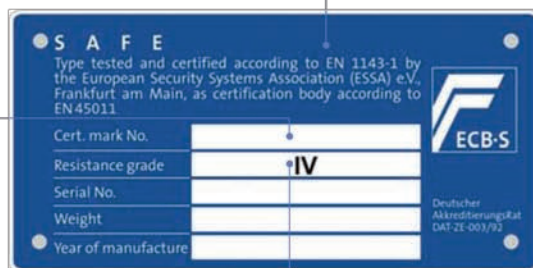 SAFE
Type tested and certified according to EN 1143-1 by
the European Security Systems Association (ESSA) e.V.,
Frankfurt am Main, as certification body according to
EN 45011
Cert. mark No.
Resistance grade IV
Serial No.
Weight
Year of manufacture
ECB·S
Deutscher
AkkreditierungsRat
DAT-ZE-003/92